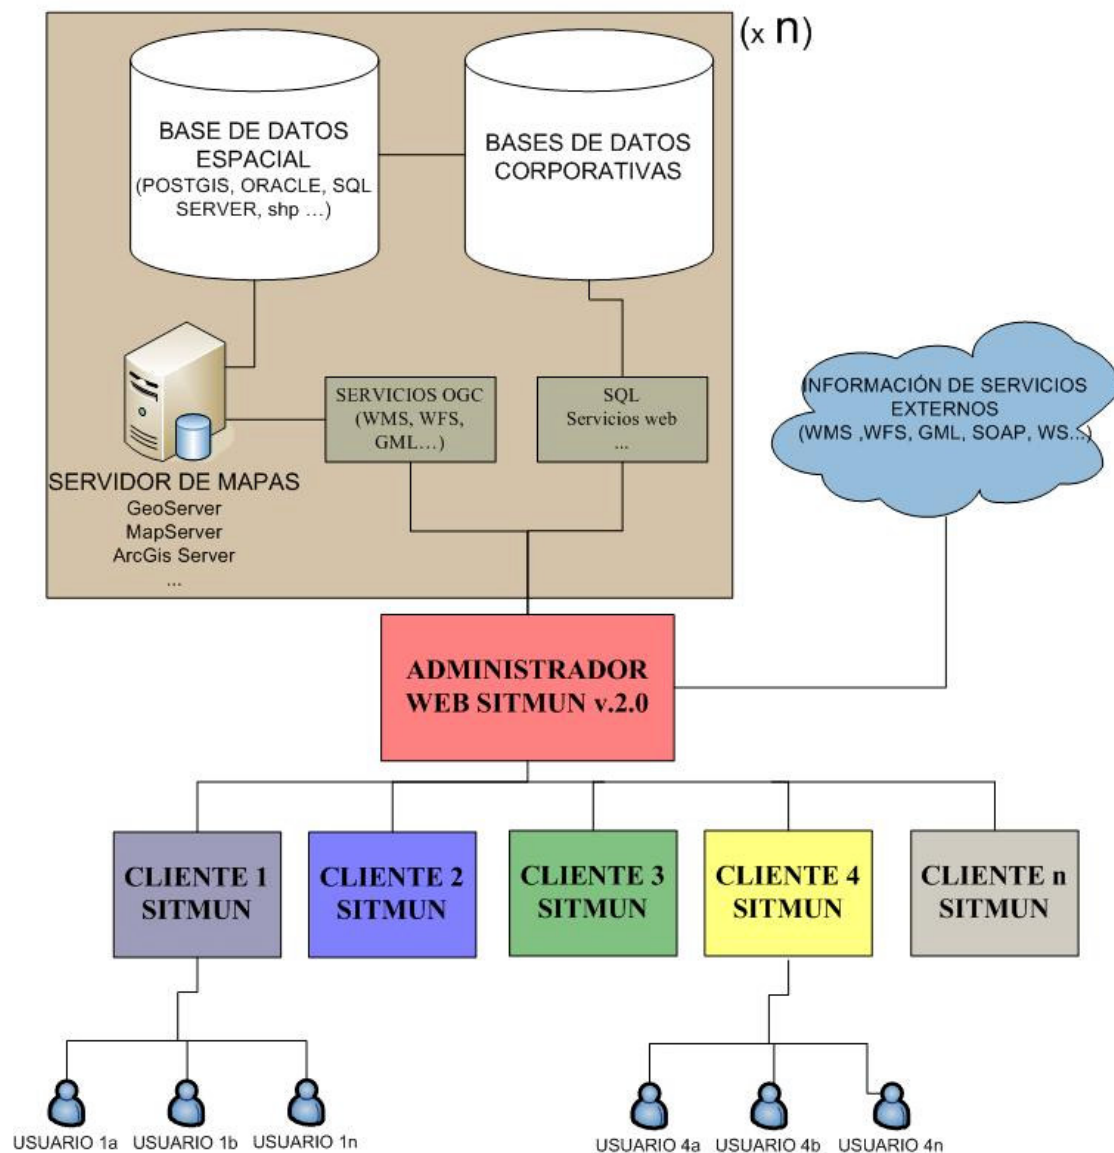 (x n)
BASE DE DATOS
ESPACIAL
(POSTGIS, ORACLE, SQL
SERVER, shp ...)
BASES DE DATOS
CORPORATIVAS
SERVICIOS OGC
(WMS, WFS,
GML...)
SQL
Servicios web
...
INFORMACIÓN DE SERVICIOS
EXTERNOS
(WMS ,WFS, GML, SOAP, WS...)
SERVIDOR DE MAPAS
GeoServer
MapServer
ArcGis Server
...
ADMINISTRADOR
WEB SITMUN v.2.0
CLIENTE 1
SITMUN
CLIENTE 2
SITMUN
CLIENTE 3
SITMUN
CLIENTE 4
SITMUN
CLIENTE n
SITMUN
USUARIO 1a
USUARIO 1b
USUARIO 1n
USUARIO 4a
USUARIO 4b
USUARIO 4n